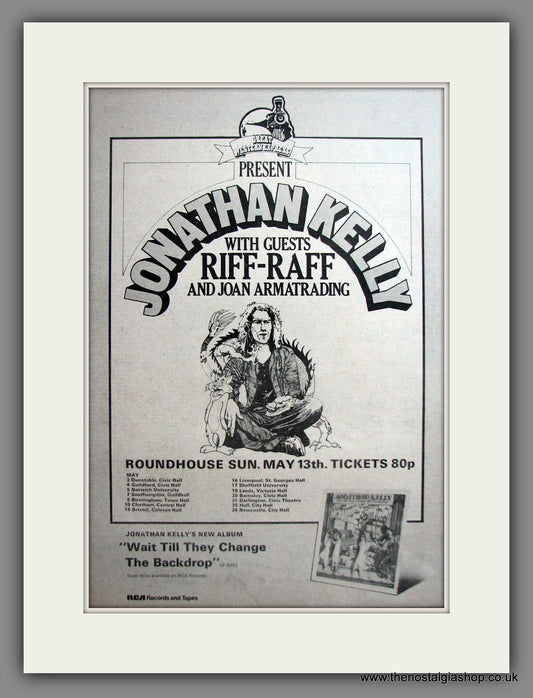 GREAT
WESTERN EXPRESS
PRESENT
JONATHAN KELLY
WITH GUESTS
RIFF-RAFF
AND JOAN ARMATRADING
ROUNDHOUSE SUN. MAY 13th. TICKETS 80p
MAY
3 Dunstable, Civic Hall
4 Guildford, Civic Hall
5 Norwich University
7 Southampton, Guildhall
9 Birmingham, Town Hall
10 Chatham, Central Hall
15 Bristol, Colston Hall
16 Liverpool, St. Georges Hall
17 Sheffield University
19 Leeds, Victoria Hall
20 Barnsley, Civic Hall
21 Darlington, Civic Theatre
25 Hull, City Hall
26 Newcastle, City Hall
JONATHAN KELLY'S NEW ALBUM
"Wait Till They Change
The Backdrop" SF 8353
Soon to be available on RCA Records
RCA Records and Tapes
JONATHAN KELLY
www.thenostalgiashop.co.uk